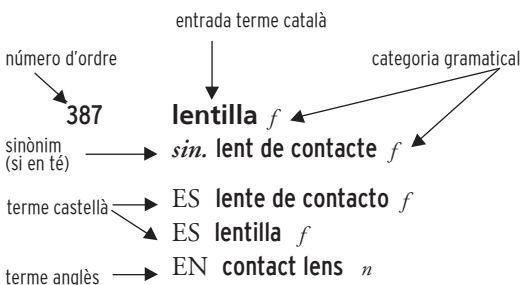 entrada terme català
número d'ordre
categoria gramatical
387 lentilla f
sinònim
(si en té)
sin. lent de contacte f
terme castellà
ES lente de contacto f
ES lentilla f
terme anglès
EN contact lens n